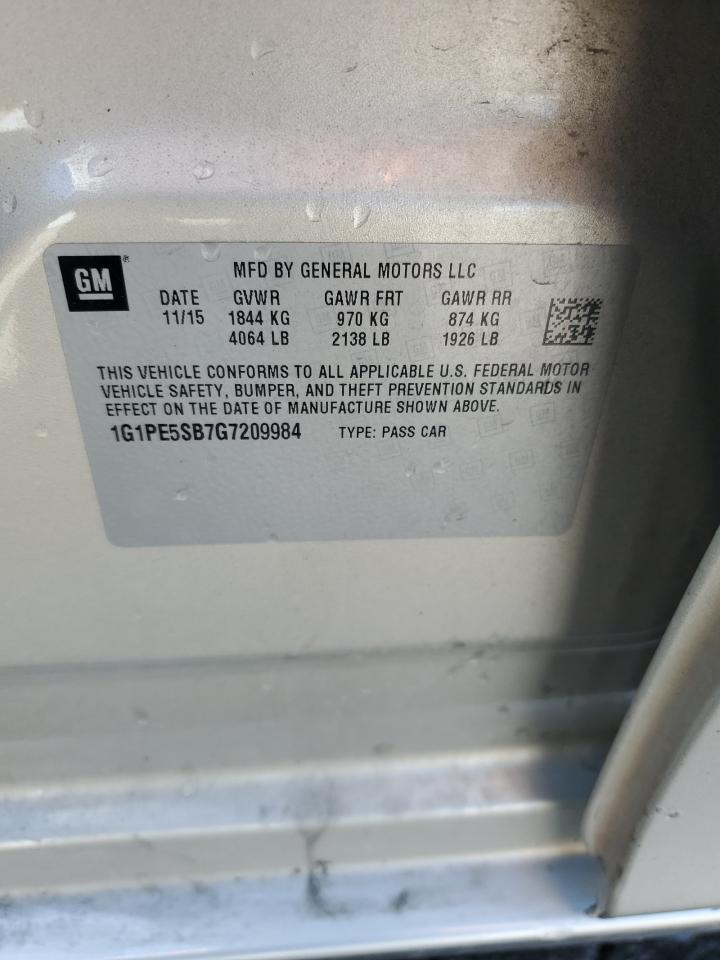 GM®
MFD BY GENERAL MOTORS LLC
DATE GVWR GAWR FRT GAWR RR
11/15 1844 KG 970 KG 874 KG
4064 LB 2138 LB 1926 LB
THIS VEHICLE CONFORMS TO ALL APPLICABLE U.S. FEDERAL MOTOR
VEHICLE SAFETY, BUMPER, AND THEFT PREVENTION STANDARDS IN
EFFECT ON THE DATE OF MANUFACTURE SHOWN ABOVE.
1G1PE5SB7G7209984 TYPE: PASS CAR